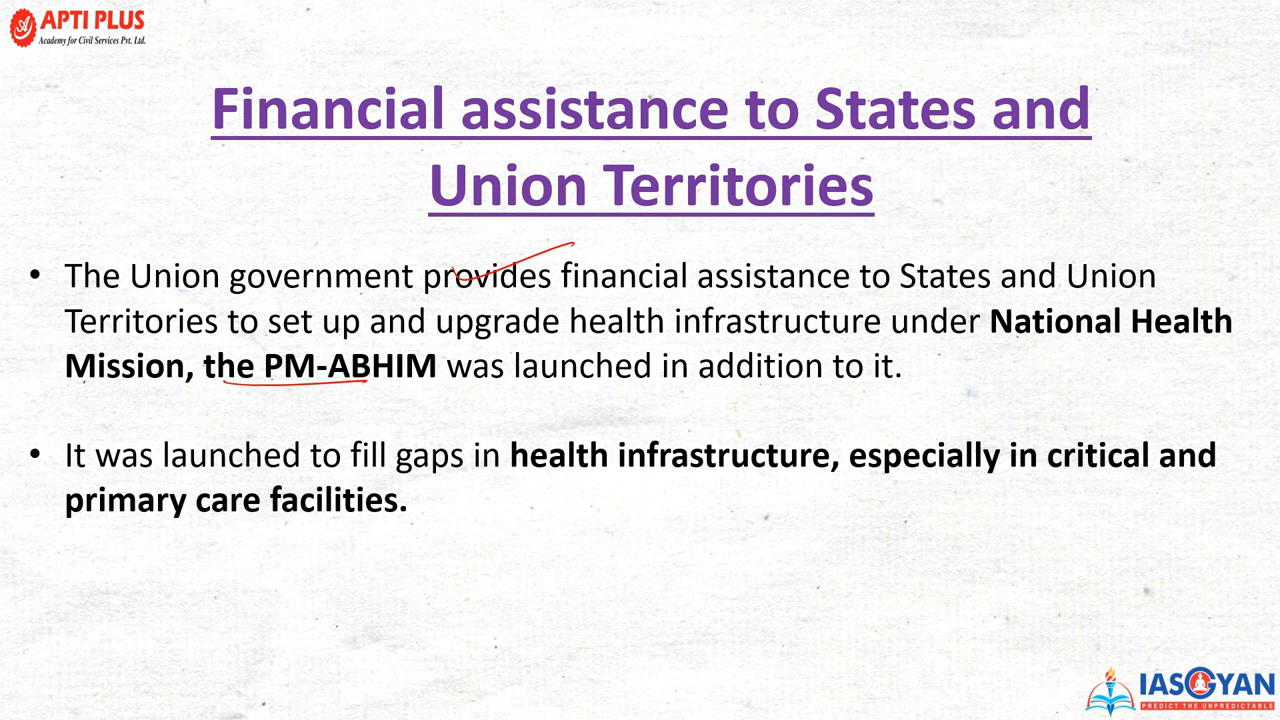 APTI PLUS
Academy for Civil Services Pvt. Ltd.
Financial assistance to States and
Union Territories
• The Union government provides financial assistance to States and Union
Territories to set up and upgrade health infrastructure under National Health
Mission, the PM-ABHIM was launched in addition to it.
• It was launched to fill gaps in health infrastructure, especially in critical and
primary care facilities.
IASGYAN
PREDICT THE UNPREDICTABLE